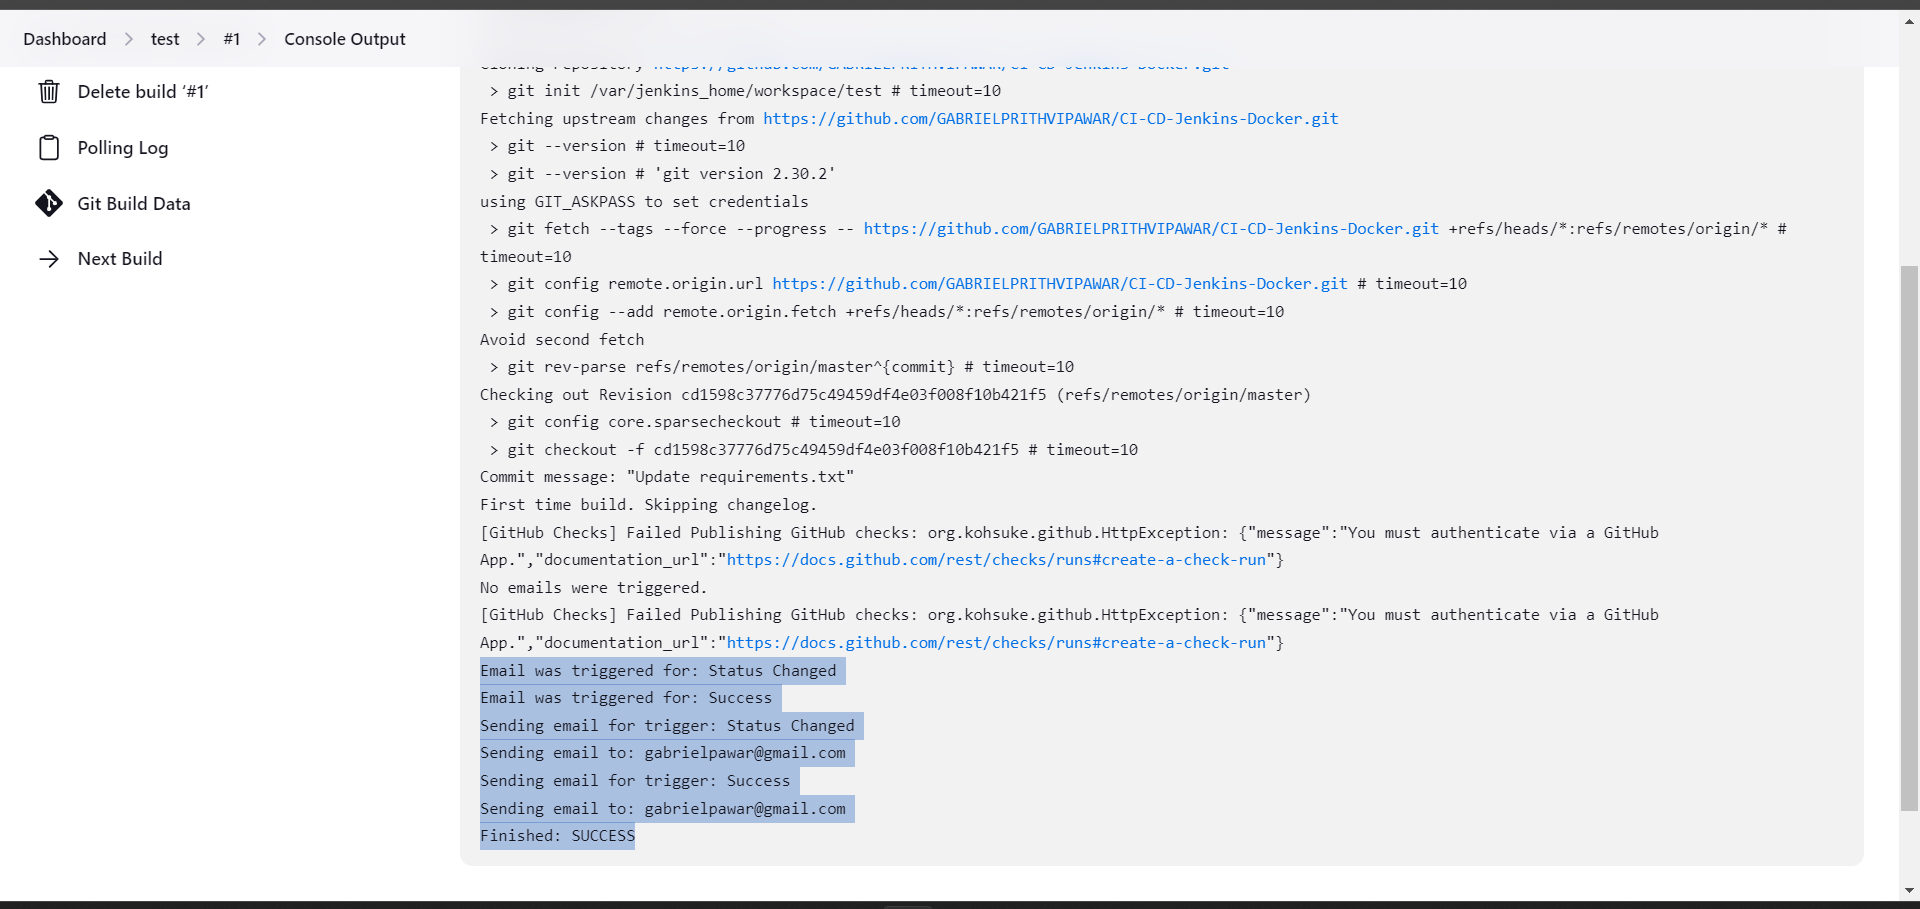 Dashboard > test > #1 > Console Output
Delete build ‘#1’
Polling Log
Git Build Data
Next Build
Cloning repository https://github.com/GABRIELPRITHVIPAWAR/CI-CD-Jenkins-Docker.git
> git init /var/jenkins_home/workspace/test # timeout=10
Fetching upstream changes from https://github.com/GABRIELPRITHVIPAWAR/CI-CD-Jenkins-Docker.git
> git --version # timeout=10
> git --version # 'git version 2.30.2'
using GIT_ASKPASS to set credentials
> git fetch --tags --force --progress -- https://github.com/GABRIELPRITHVIPAWAR/CI-CD-Jenkins-Docker.git +refs/heads/*:refs/remotes/origin/* #
timeout=10
> git config remote.origin.url https://github.com/GABRIELPRITHVIPAWAR/CI-CD-Jenkins-Docker.git # timeout=10
> git config --add remote.origin.fetch +refs/heads/*:refs/remotes/origin/* # timeout=10
Avoid second fetch
> git rev-parse refs/remotes/origin/master^{commit} # timeout=10
Checking out Revision cd1598c37776d75c49459df4e03f008f10b421f5 (refs/remotes/origin/master)
> git config core.sparsecheckout # timeout=10
> git checkout -f cd1598c37776d75c49459df4e03f008f10b421f5 # timeout=10
Commit message: "Update requirements.txt"
First time build. Skipping changelog.
[GitHub Checks] Failed Publishing GitHub checks: org.kohsuke.github.HttpException: {"message":"You must authenticate via a GitHub
App.","documentation_url":"https://docs.github.com/rest/checks/runs#create-a-check-run"}
No emails were triggered.
[GitHub Checks] Failed Publishing GitHub checks: org.kohsuke.github.HttpException: {"message":"You must authenticate via a GitHub
App.","documentation_url":"https://docs.github.com/rest/checks/runs#create-a-check-run"}
Email was triggered for: Status Changed
Email was triggered for: Success
Sending email for trigger: Status Changed
Sending email to: gabrielpawar@gmail.com
Sending email for trigger: Success
Sending email to: gabrielpawar@gmail.com
Finished: SUCCESS